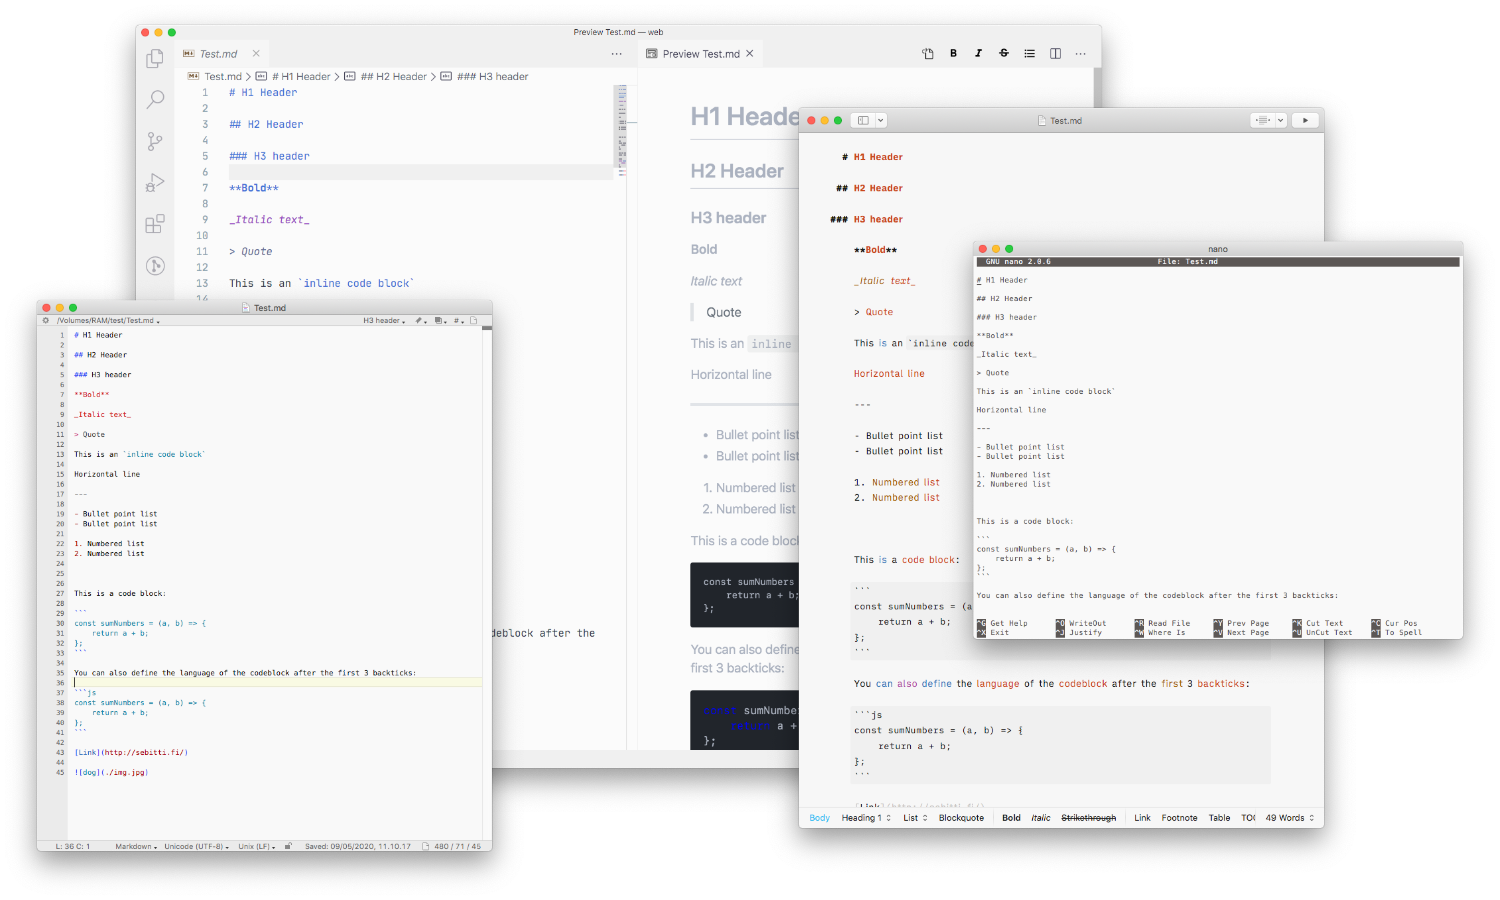 Preview Test.md — web
Test.md
Preview Test.md
B I S
Test.md > # H1 Header > ## H2 Header > ### H3 header
1 # H1 Header
2
3 ## H2 Header
4
5 ### H3 header
6
7 **Bold**
8
9 _Italic text_
10
11 > Quote
12
13 This is an `inline code block`
14
deblock after the
H1 Heade
H2 Header
H3 header
Bold
Italic text
Quote
This is an inline
Horizontal line
• Bullet point list
• Bullet point list
1. Numbered list
2. Numbered list
This is a code block
const sumNumbers
return a + b;
};
You can also define
first 3 backticks:
const sumNumbe
return a +
};
Test.md
# H1 Header
## H2 Header
### H3 header
**Bold**
_Italic text_
> Quote
This is an `inline code
Horizontal line
---
- Bullet point list
- Bullet point list
1. Numbered list
2. Numbered list
This is a code block:
```
const sumNumbers = (a
return a + b;
};
```
You can also define the language of the codeblock after the first 3 backticks:
```js
const sumNumbers = (a, b) => {
return a + b;
};
```
Body Heading 1 List Blockquote Bold Italic Strikethrough Link Footnote Table TO 49 Words
nano
GNU nano 2.0.6 File: Test.md
# H1 Header
## H2 Header
### H3 header
**Bold**
_Italic text_
> Quote
This is an `inline code block`
Horizontal line
---
- Bullet point list
- Bullet point list
1. Numbered list
2. Numbered list
This is a code block:
```
const sumNumbers = (a, b) => {
return a + b;
};
```
You can also define the language of the codeblock after the first 3 backticks:
^G Get Help ^O WriteOut ^R Read File ^Y Prev Page ^K Cut Text ^C Cur Pos
^X Exit ^J Justify ^W Where Is ^V Next Page ^U UnCut Text ^T To Spell
Test.md
/Volumes/RAM/test/Test.md H3 header #
1 # H1 Header
2
3 ## H2 Header
4
5 ### H3 header
6
7 **Bold**
8
9 _Italic text_
10
11 > Quote
12
13 This is an `inline code block`
14
15 Horizontal line
16
17 ---
18
19 - Bullet point list
20 - Bullet point list
21
22 1. Numbered list
23 2. Numbered list
24
25
26
27 This is a code block:
28
29 ```
30 const sumNumbers = (a, b) => {
31 return a + b;
32 };
33 ```
34
35 You can also define the language of the codeblock after the first 3 backticks:
36
37 ```js
38 const sumNumbers = (a, b) => {
39 return a + b;
40 };
41 ```
42
43 [Link](http://sebitti.fi/)
44
45 ![dog](./img.jpg)
L: 36 C: 1 Markdown Unicode (UTF-8) Unix (LF) Saved: 09/05/2020, 11.10.17 480 / 71 / 45